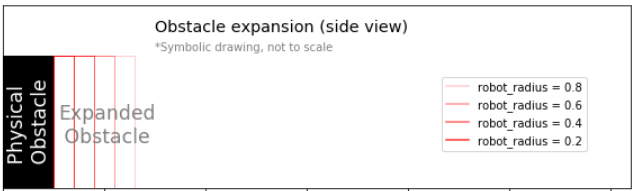 Obstacle expansion (side view)
*Symbolic drawing, not to scale
Physical
Obstacle
Expanded
Obstacle
robot_radius = 0.8
robot_radius = 0.6
robot_radius = 0.4
robot_radius = 0.2